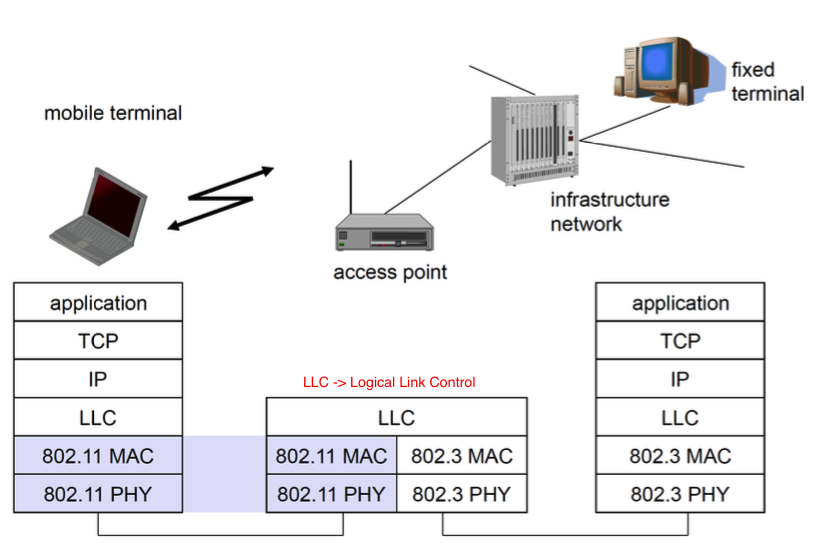 mobile terminal
fixed
terminal
infrastructure
network
access point
application
TCP
IP
LLC
802.11 MAC
802.11 PHY
LLC -> Logical Link Control
LLC
802.11 MAC 802.3 MAC
802.11 PHY 802.3 PHY
application
TCP
IP
LLC
802.3 MAC
802.3 PHY